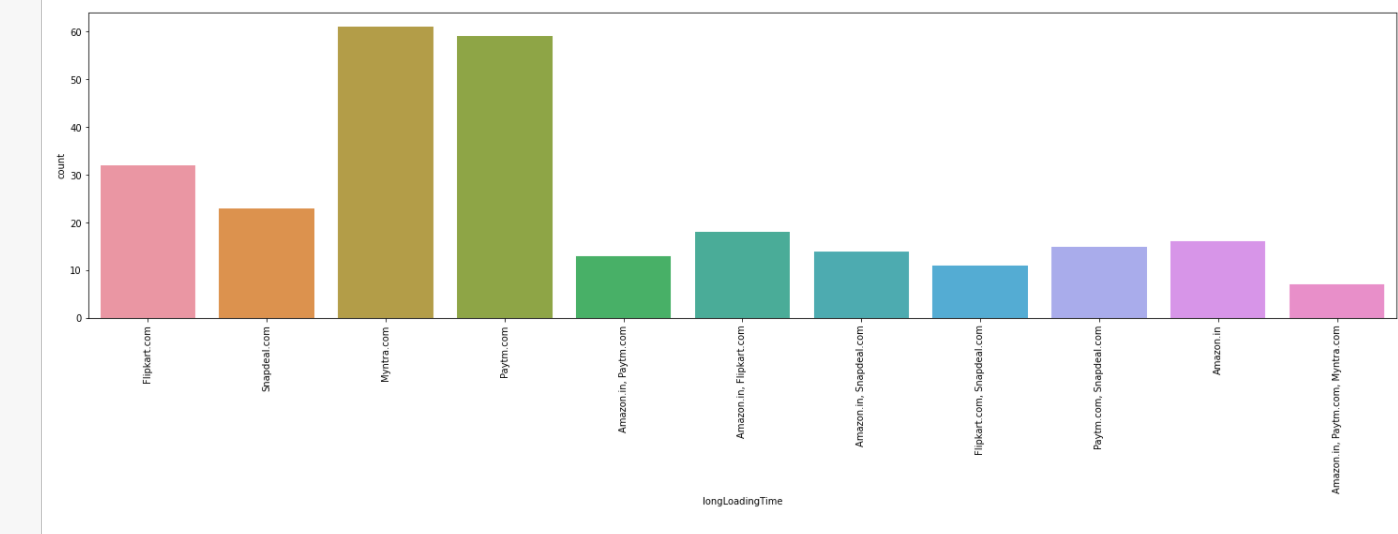 60
50
40
30
20
10
0
count
Flipkart.com
Snapdeal.com
Myntra.com
Paytm.com
Amazon.in, Paytm.com
Amazon.in, Flipkart.com
Amazon.in, Snapdeal.com
Flipkart.com, Snapdeal.com
Paytm.com, Snapdeal.com
Amazon.in
Amazon.in, Paytm.com, Myntra.com
longLoadingTime